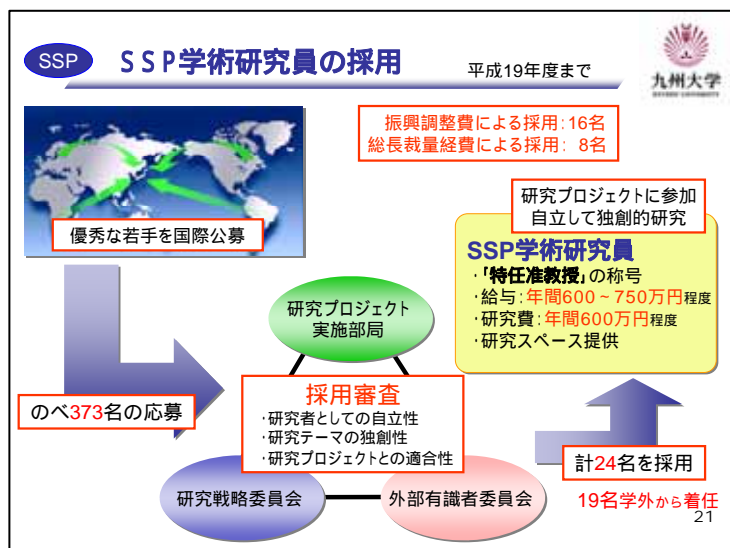 SSP
ＳＳＰ学術研究員の採用
平成19年度まで
九州大学
KYUSHU UNIVERSITY
振興調整費による採用：16名
総長裁量経費による採用： 8名
優秀な若手を国際公募
研究プロジェクトに参加
自立して独創的研究
SSP学術研究員
・「特任准教授」の称号
・給与：年間600～750万円程度
・研究費：年間600万円程度
・研究スペース提供
研究プロジェクト
実施部局
採用審査
・研究者としての自立性
・研究テーマの独創性
・研究プロジェクトとの適合性
のべ373名の応募
研究戦略委員会
外部有識者委員会
計24名を採用
19名学外から着任
21